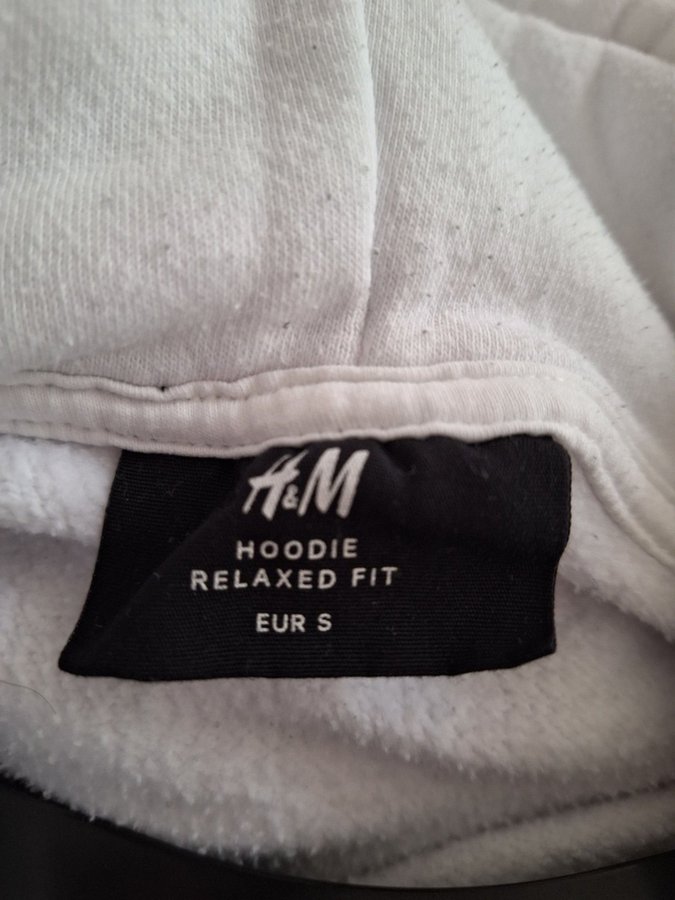 H&M
HOODIE
RELAXED FIT
EUR S